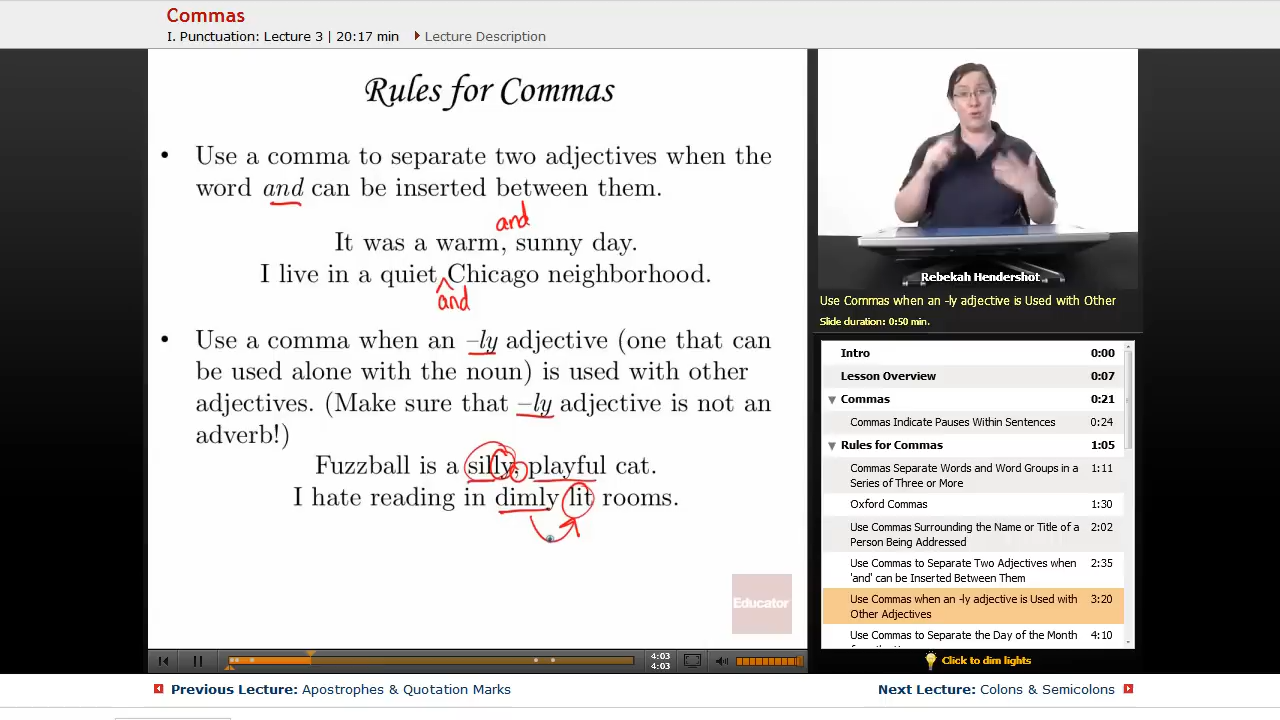 Commas
I. Punctuation: Lecture 3 | 20:17 min Lecture Description
Rules for Commas
• Use a comma to separate two adjectives when the
word and can be inserted between them.
and
It was a warm, sunny day.
I live in a quiet Chicago neighborhood.
and
• Use a comma when an –ly adjective (one that can
be used alone with the noun) is used with other
adjectives. (Make sure that –ly adjective is not an
adverb!)
Fuzzball is a silly, playful cat.
I hate reading in dimly lit rooms.
Educator
Rebekah Hendershot
Use Commas when an -ly adjective is Used with Other
Slide duration: 0:50 min.
Intro 0:00
Lesson Overview 0:07
Commas 0:21
Commas Indicate Pauses Within Sentences 0:24
Rules for Commas 1:05
Commas Separate Words and Word Groups in a 1:11
Series of Three or More
Oxford Commas 1:30
Use Commas Surrounding the Name or Title of a 2:02
Person Being Addressed
Use Commas to Separate Two Adjectives when 2:35
'and' can be Inserted Between Them
Use Commas when an -ly adjective is Used with 3:20
Other Adjectives
Use Commas to Separate the Day of the Month 4:10
4:03
4:03
Click to dim lights
Previous Lecture: Apostrophes & Quotation Marks
Next Lecture: Colons & Semicolons